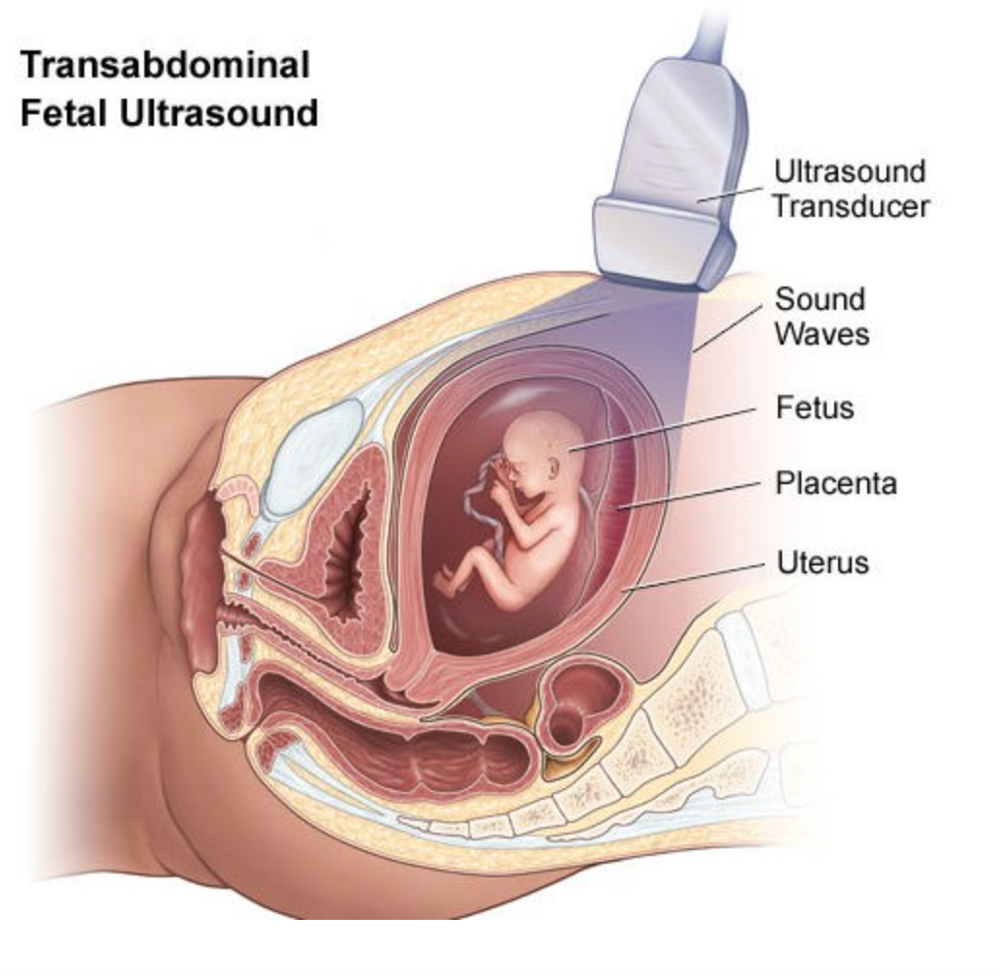 Transabdominal
Fetal Ultrasound
Ultrasound
Transducer
Sound
Waves
Fetus
Placenta
Uterus